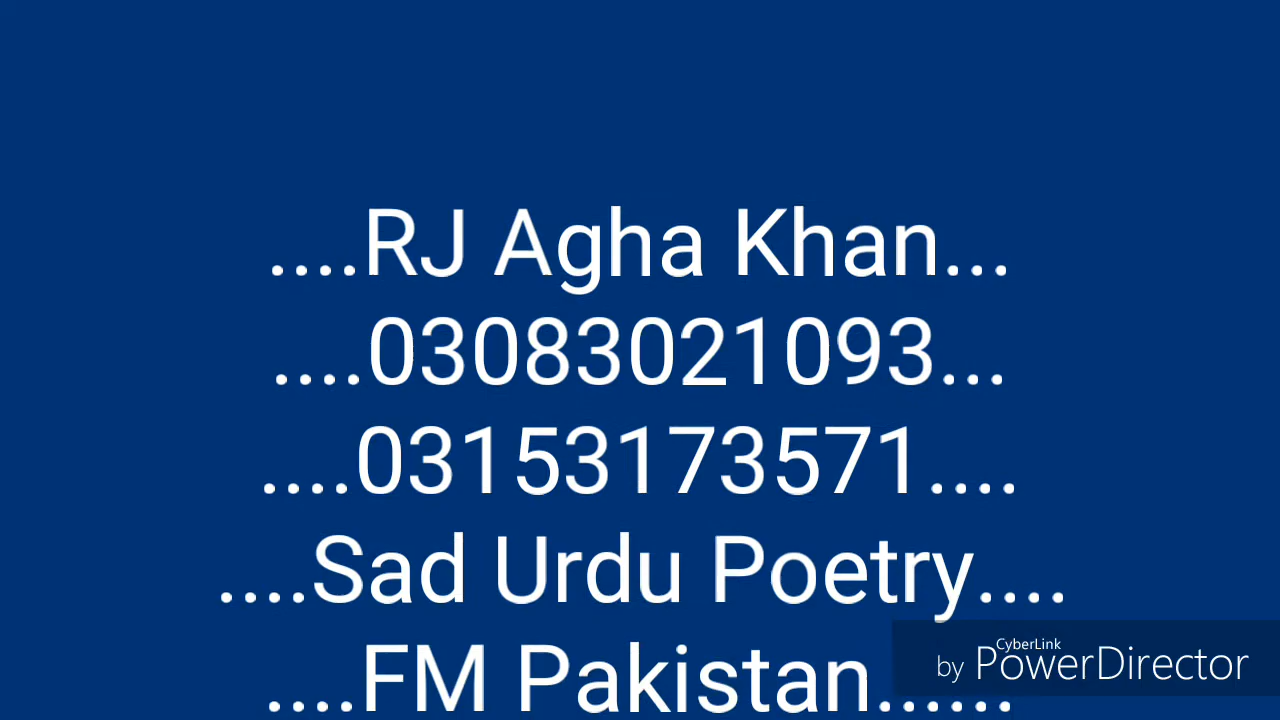 ....RJ Agha Khan...
....03083021093...
....03153173571....
....Sad Urdu Poetry....
....FM Pakistan......
by CyberLink PowerDirector